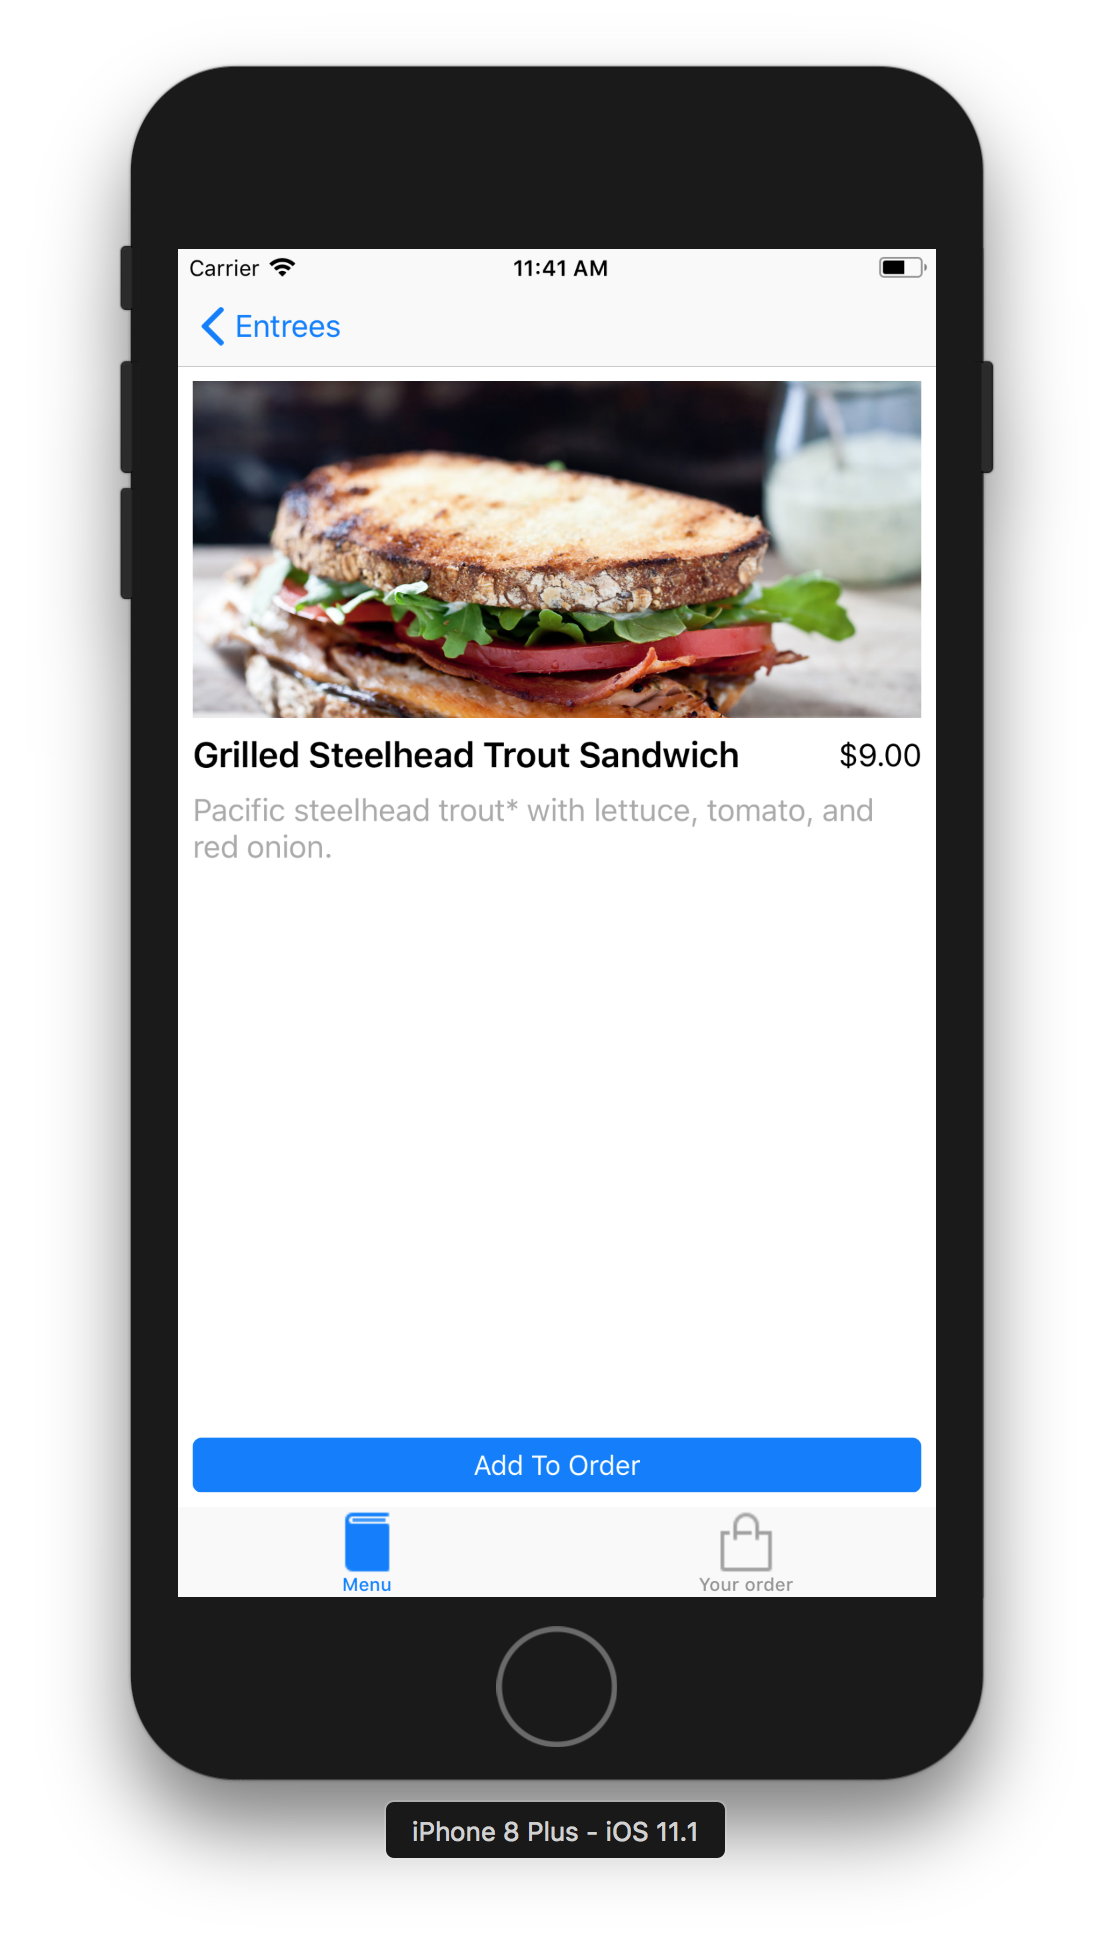 Carrier 11:41 AM
Entrees
Grilled Steelhead Trout Sandwich $9.00
Pacific steelhead trout* with lettuce, tomato, and
red onion.
Add To Order
Menu Your order
iPhone 8 Plus - iOS 11.1